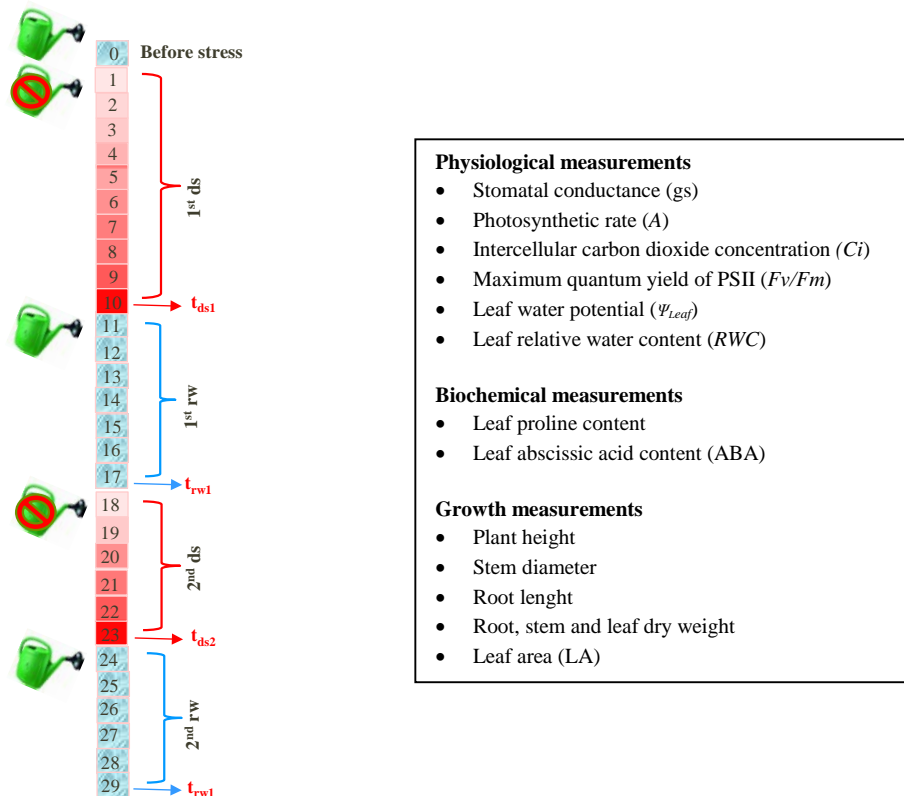 0 Before stress
1
2
3
4
5
6
7
8
9
10
1st ds
tds1
11
12
13
14
15
16
17
1st rw
trw1
18
19
20
21
22
23
2nd ds
tds2
24
25
26
27
28
29
2nd rw
trw1
Physiological measurements
• Stomatal conductance (gs)
• Photosynthetic rate (A)
• Intercellular carbon dioxide concentration (Ci)
• Maximum quantum yield of PSII (Fv/Fm)
• Leaf water potential (ΨLeaf)
• Leaf relative water content (RWC)
Biochemical measurements
• Leaf proline content
• Leaf abscissic acid content (ABA)
Growth measurements
• Plant height
• Stem diameter
• Root lenght
• Root, stem and leaf dry weight
• Leaf area (LA)